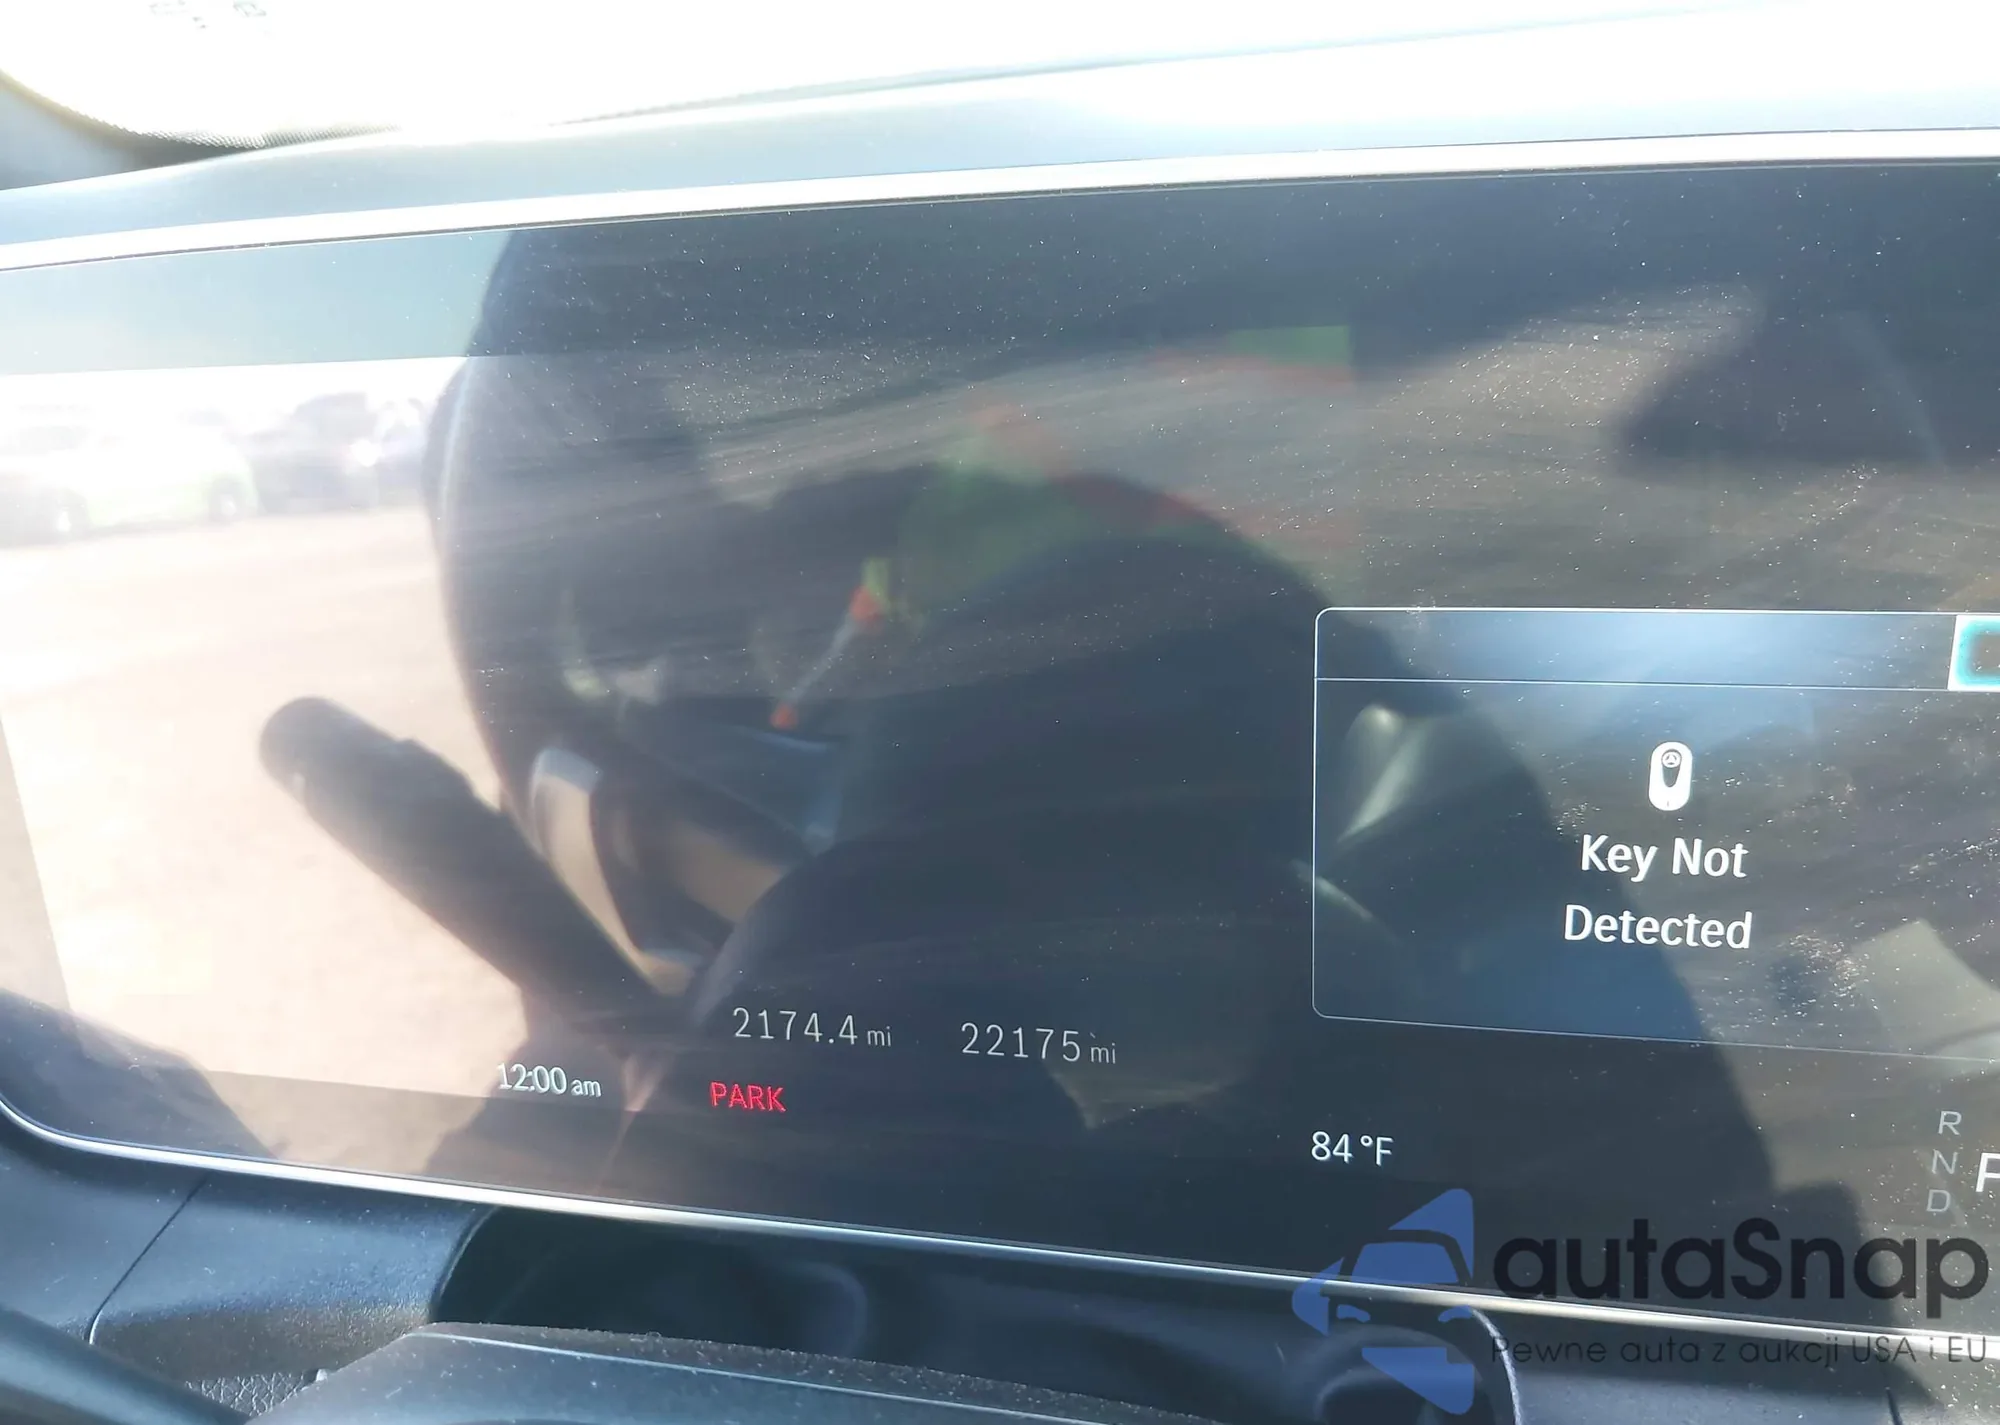 Key Not
Detected
2174.4 mi 22175 mi
12:00 am PARK
84°F
R
N P
D
autaSnap
Pewne auta z aukcji USA i EU